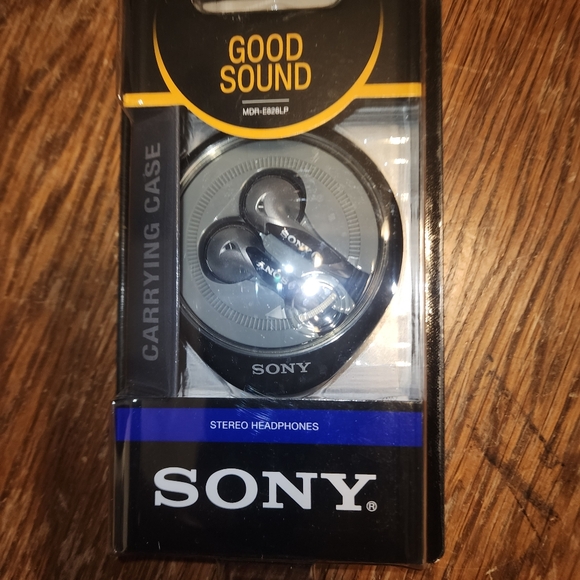 GOOD
SOUND
MDR-E828LP
CARRYING CASE
SONY
SONY
SONY
STEREO HEADPHONES
SONY®